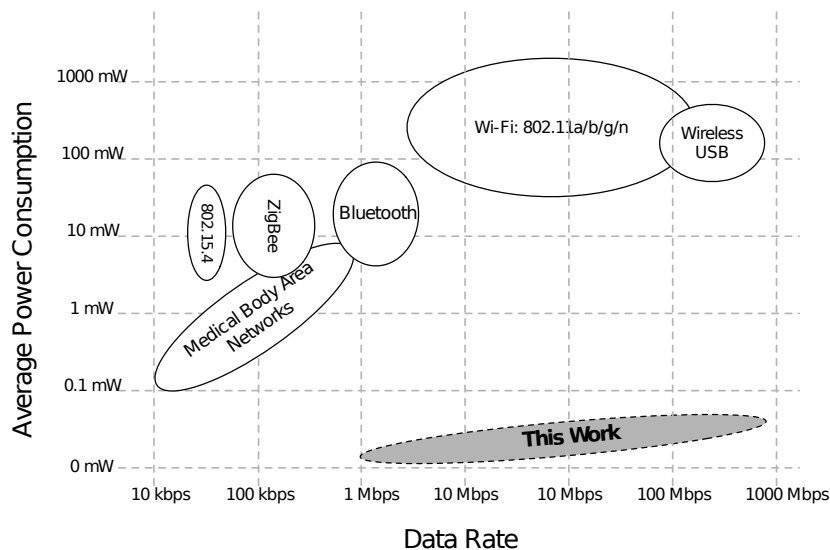 1000 mW
100 mW
10 mW
1 mW
0.1 mW
0 mW
Average Power Consumption
Wi-Fi: 802.11a/b/g/n
Wireless
USB
802.15.4
ZigBee
Bluetooth
Medical Body Area
Networks
This Work
10 kbps
100 kbps
1 Mbps
10 Mbps
10 Mbps
100 Mbps
1000 Mbps
Data Rate